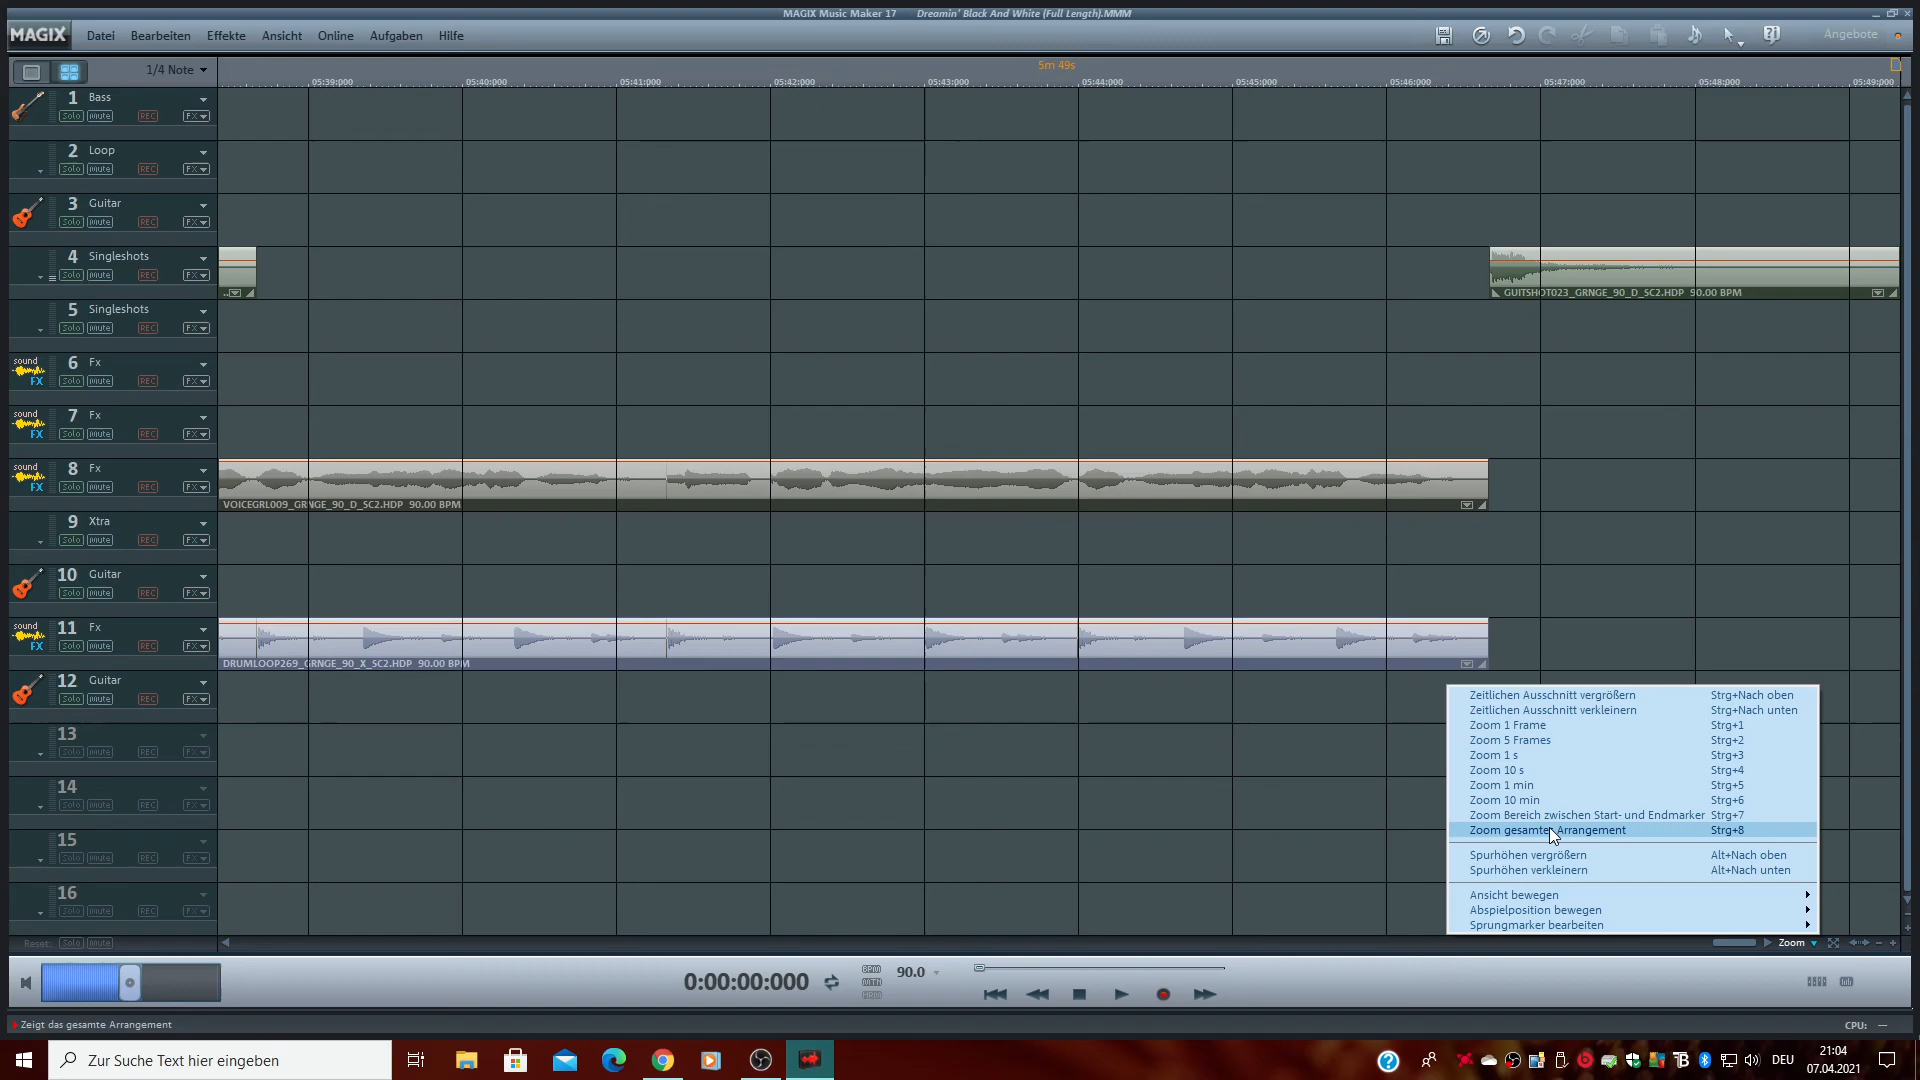 MAGIX Music Maker 17 Dreamin' Black And White (Full Length).MMM
MAGIX Datei Bearbeiten Effekte Ansicht Online Aufgaben Hilfe Angebote
1/4 Note 5m 49s
05:39:000 05:40:000 05:41:000 05:42:000 05:43:000 05:44:000 05:45:000 05:46:000 05:47:000 05:48:000 05:49:000
1 Bass
Solo mute REC FX
2 Loop
Solo mute REC FX
3 Guitar
Solo mute REC FX
4 Singleshots
Solo mute REC FX
GUITSHOT023_GRNGE_90_D_SC2.HDP 90.00 BPM
5 Singleshots
Solo mute REC FX
sound FX 6 Fx
Solo mute REC FX
sound FX 7 Fx
Solo mute REC FX
sound FX 8 Fx
Solo mute REC FX
VOICEGRL009_GRNGE_90_D_SC2.HDP 90.00 BPM
9 Xtra
Solo mute REC FX
10 Guitar
Solo mute REC FX
sound FX 11 Fx
Solo mute REC FX
DRUMLOOP269_GRNGE_90_X_SC2.HDP 90.00 BPM
12 Guitar
Solo mute REC FX
13
Solo mute REC FX
14
Solo mute REC FX
15
Solo mute REC FX
16
Solo mute REC FX
Zeitlichen Ausschnitt vergrößern Strg+Nach oben
Zeitlichen Ausschnitt verkleinern Strg+Nach unten
Zoom 1 Frame Strg+1
Zoom 5 Frames Strg+2
Zoom 1 s Strg+3
Zoom 10 s Strg+4
Zoom 1 min Strg+5
Zoom 10 min Strg+6
Zoom Bereich zwischen Start- und Endmarker Strg+7
Zoom gesamtes Arrangement Strg+8
Spurhöhen vergrößern Alt+Nach oben
Spurhöhen verkleinern Alt+Nach unten
Ansicht bewegen
Abspielposition bewegen
Sprungmarker bearbeiten
Reset: Solo mute Zoom
0:00:00:000 BPM 90.0
Zeigt das gesamte Arrangement CPU: —
Zur Suche Text hier eingeben DEU 21:04
07.04.2021